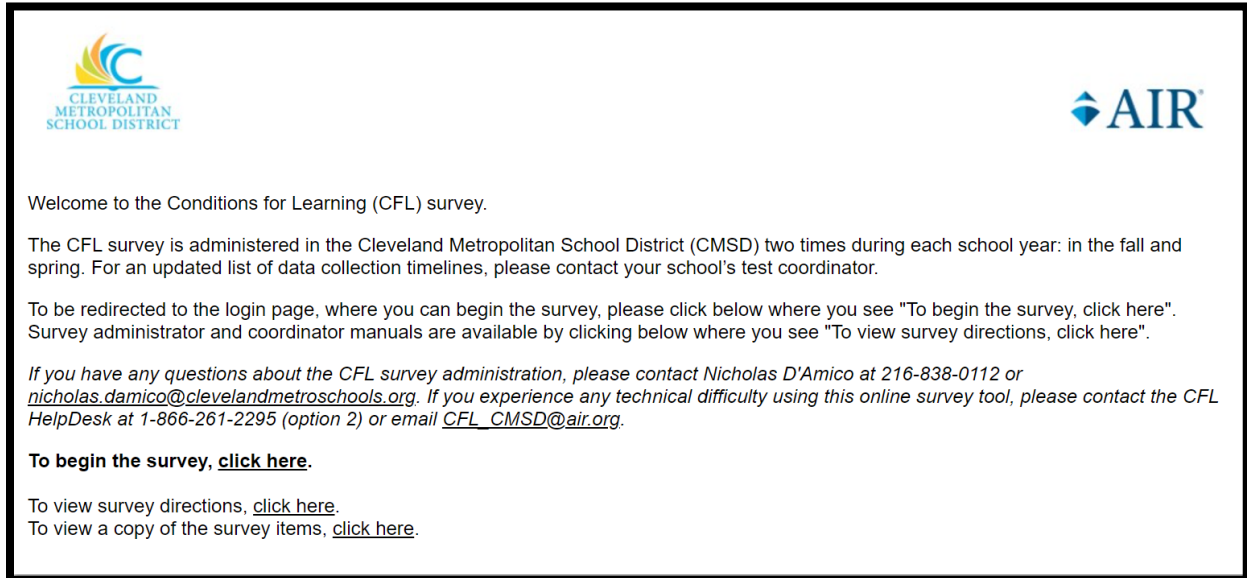 CLEVELAND
METROPOLITAN
SCHOOL DISTRICT
AIR®
Welcome to the Conditions for Learning (CFL) survey.
The CFL survey is administered in the Cleveland Metropolitan School District (CMSD) two times during each school year: in the fall and
spring. For an updated list of data collection timelines, please contact your school’s test coordinator.
To be redirected to the login page, where you can begin the survey, please click below where you see "To begin the survey, click here".
Survey administrator and coordinator manuals are available by clicking below where you see "To view survey directions, click here".
If you have any questions about the CFL survey administration, please contact Nicholas D'Amico at 216-838-0112 or
nicholas.damico@clevelandmetroschools.org. If you experience any technical difficulty using this online survey tool, please contact the CFL
HelpDesk at 1-866-261-2295 (option 2) or email CFL_CMSD@air.org.
To begin the survey, click here.
To view survey directions, click here.
To view a copy of the survey items, click here.